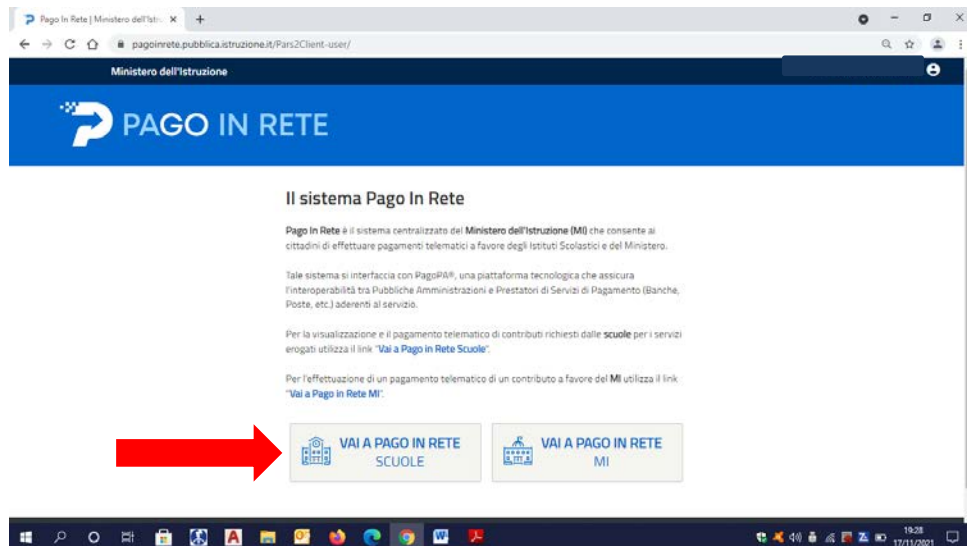 Pago In Rete | Ministero dell'Istr
pagoinrete.pubblica.istruzione.it/Pars2Client-user/
Ministero dell'Istruzione
PAGO IN RETE
Il sistema Pago In Rete
Pago In Rete è il sistema centralizzato del Ministero dell'Istruzione (MI) che consente ai
cittadini di effettuare pagamenti telematici a favore degli Istituti Scolastici e del Ministero.
Tale sistema si interfaccia con PagoPA®, una piattaforma tecnologica che assicura
l'interoperabilità tra Pubbliche Amministrazioni e Prestatori di Servizi di Pagamento (Banche,
Poste, etc.) aderenti al servizio.
Per la visualizzazione e il pagamento telematico di contributi richiesti dalle scuole per i servizi
erogati utilizza il link "Vai a Pago in Rete Scuole".
Per l'effettuazione di un pagamento telematico di un contributo a favore del MI utilizza il link
"Vai a Pago in Rete MI".
VAI A PAGO IN RETE
SCUOLE
VAI A PAGO IN RETE
MI
19:28
17/11/2021